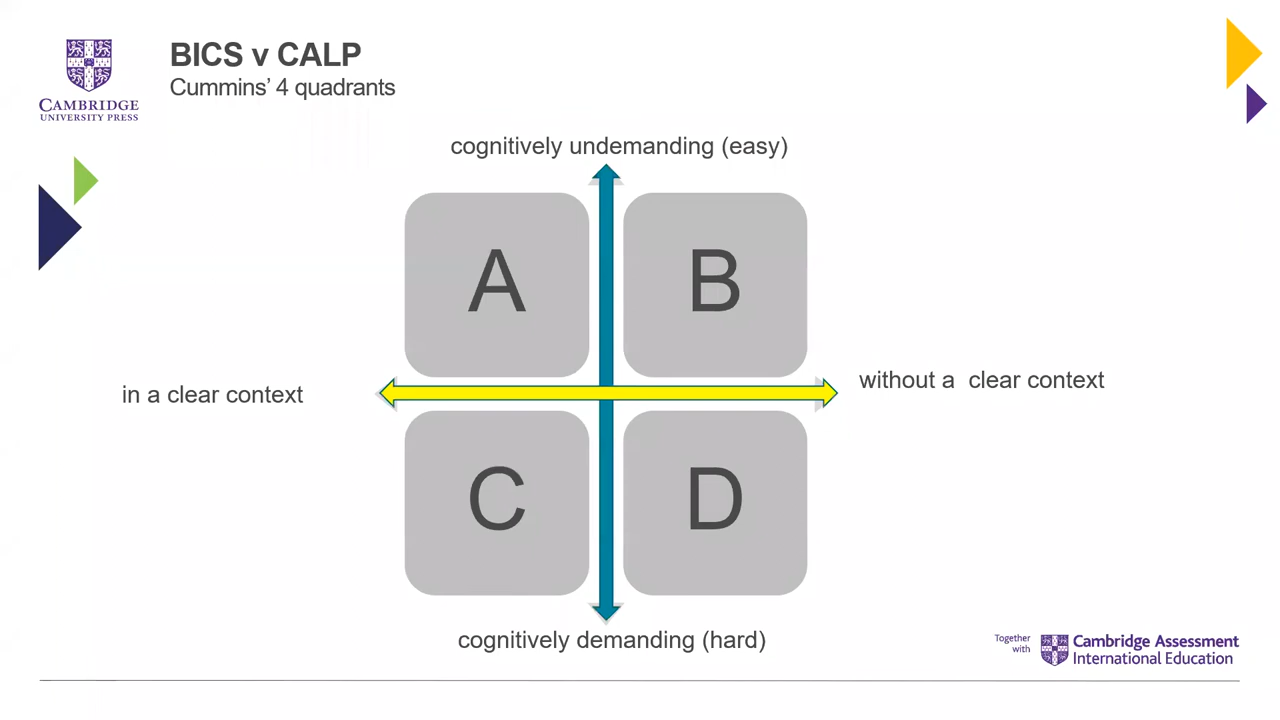 BICS v CALP
Cummins’ 4 quadrants
CAMBRIDGE
UNIVERSITY PRESS
cognitively undemanding (easy)
A
B
in a clear context
without a  clear context
C
D
cognitively demanding (hard)
Together
with
Cambridge Assessment
International Education